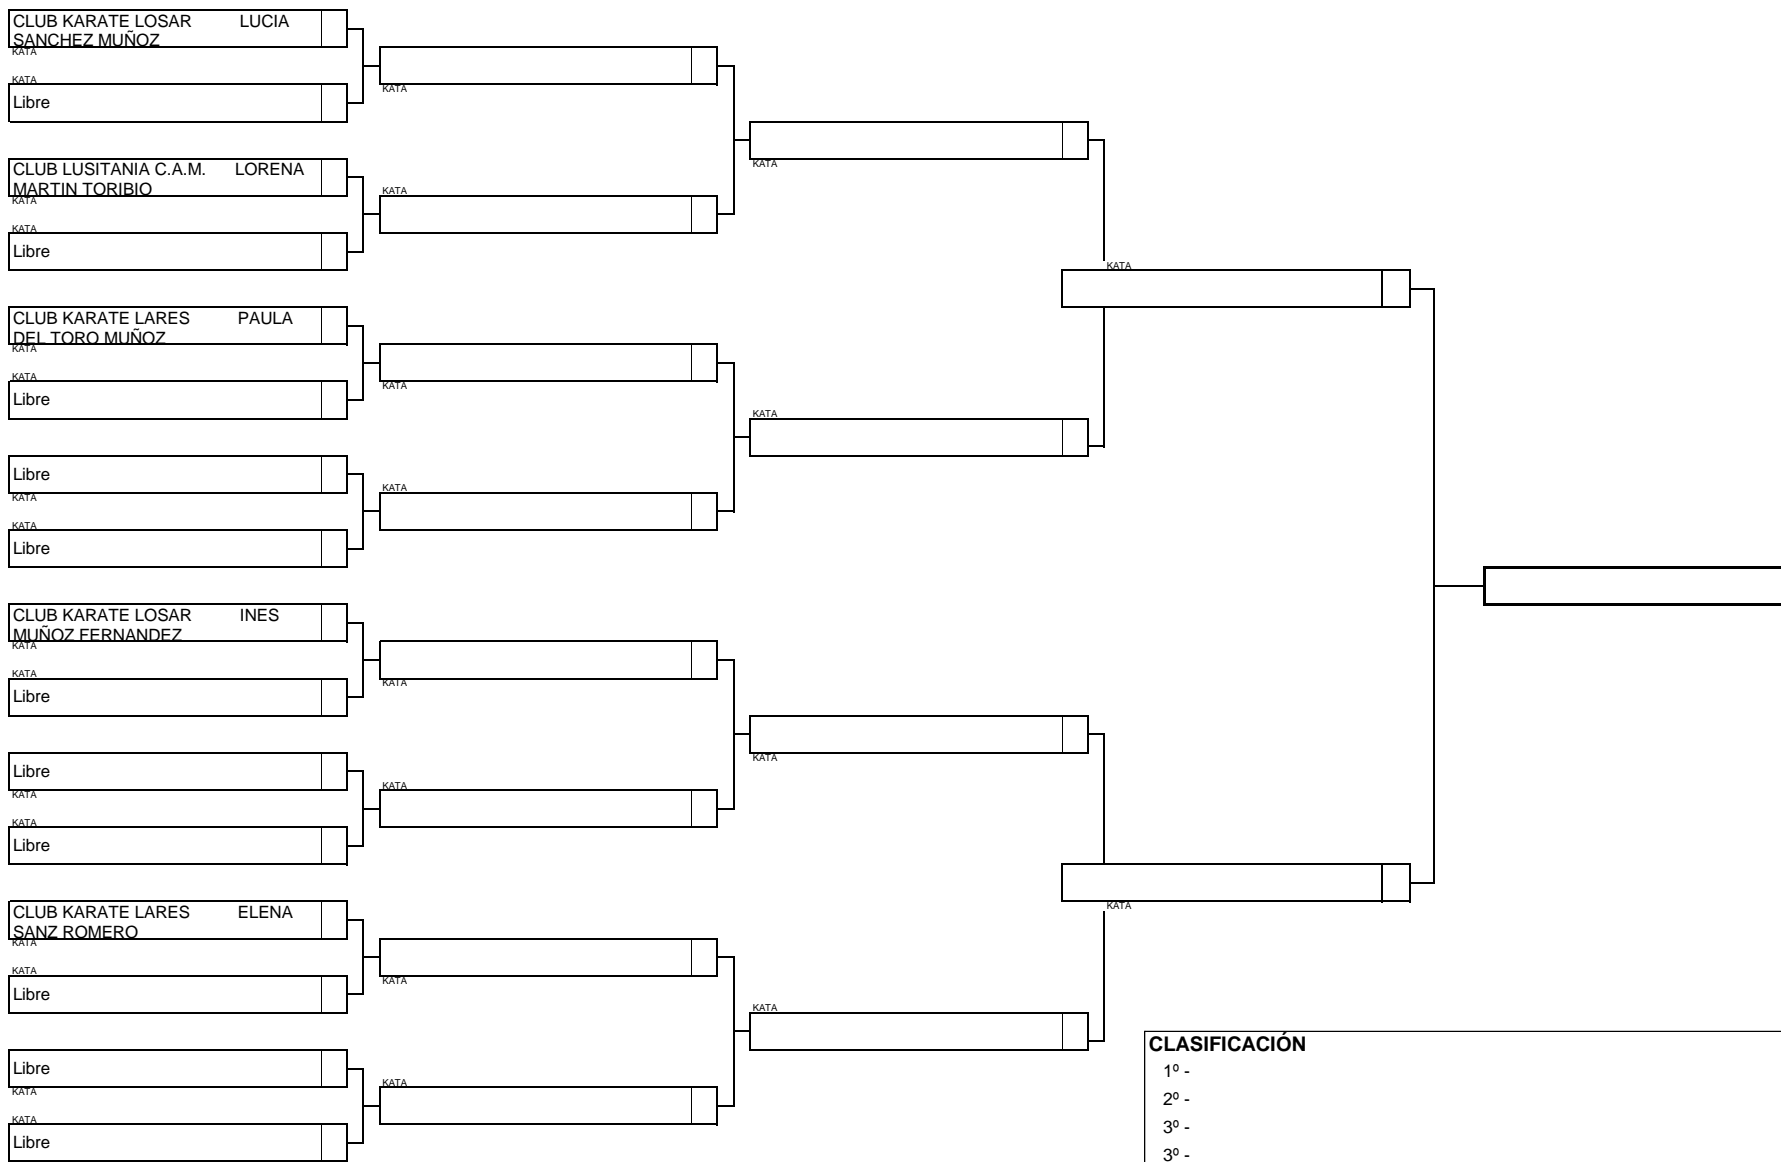 CLUB KARATE LOSAR LUCIA
SANCHEZ MUÑOZ
KATA
KATA
Libre
KATA
CLUB LUSITANIA C.A.M. LORENA
MARTIN TORIBIO
KATA
KATA
Libre
KATA
KATA
CLUB KARATE LARES PAULA
DEL TORO MUÑOZ
KATA
KATA
Libre
KATA
Libre
KATA
KATA
Libre
KATA
KATA
KATA
CLUB KARATE LOSAR INES
MUÑOZ FERNANDEZ
KATA
KATA
Libre
KATA
Libre
KATA
KATA
Libre
KATA
KATA
CLUB KARATE LARES ELENA
SANZ ROMERO
KATA
KATA
Libre
KATA
Libre
KATA
KATA
Libre
KATA
KATA
KATA
CLASIFICACIÓN
1º -
2º -
3º -
3º -